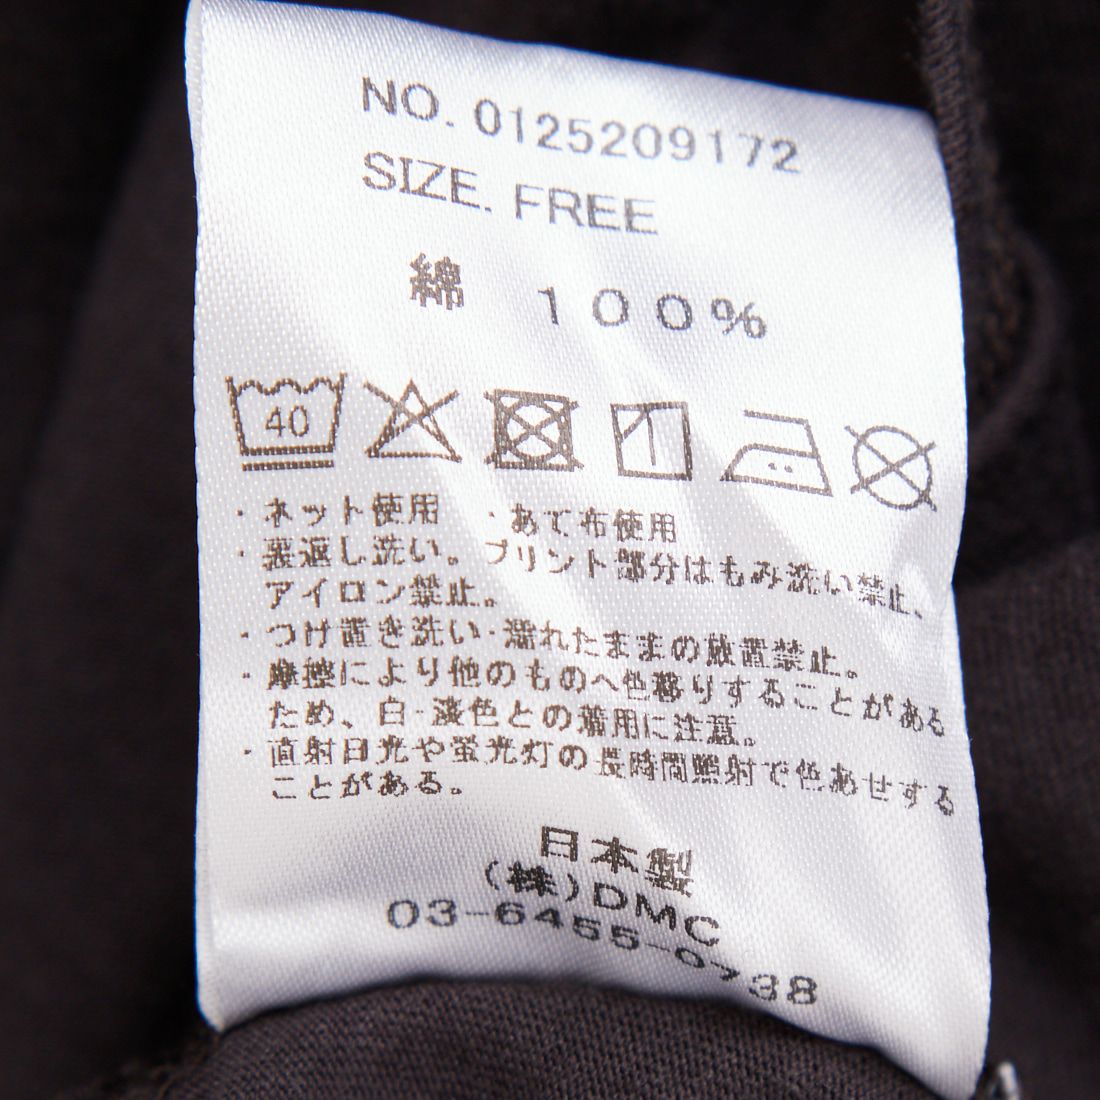 NO. 0125209172
SIZE. FREE
綿 100%
40
・ネット使用 ・あて布使用
・裏返し洗い。プリント部分はもみ洗い禁止、
アイロン禁止。
・つけ置き洗い・濡れたままの放置禁止。
・摩擦により他のものへ色移りすることがある
ため、白・淡色との着用に注意。
・直射日光や蛍光灯の長時間照射で色あせする
ことがある。
日本製
(株)DMC
03-6455-0738